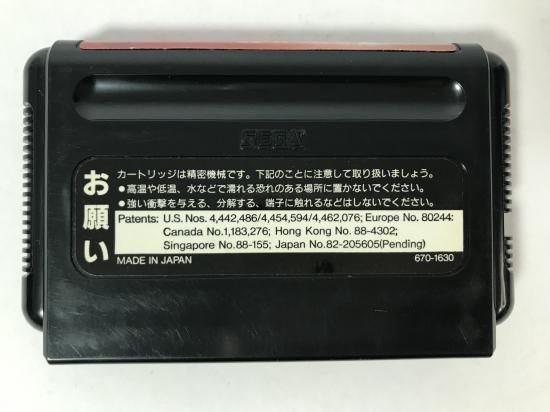 SEGA
お願い
カートリッジは精密機械です。下記のことに注意して取り扱いましょう。
●高温や低温、水などで濡れる恐れのある場所に置かないでください。
●強い衝撃を与える、分解する、端子に触れるなどはしないでください。
Patents: U.S. Nos. 4,442,486/4,454,594/4,462,076; Europe No. 80244:
Canada No.1,183,276; Hong Kong No. 88-4302;
Singapore No.88-155; Japan No.82-205605(Pending)
MADE IN JAPAN
670-1630